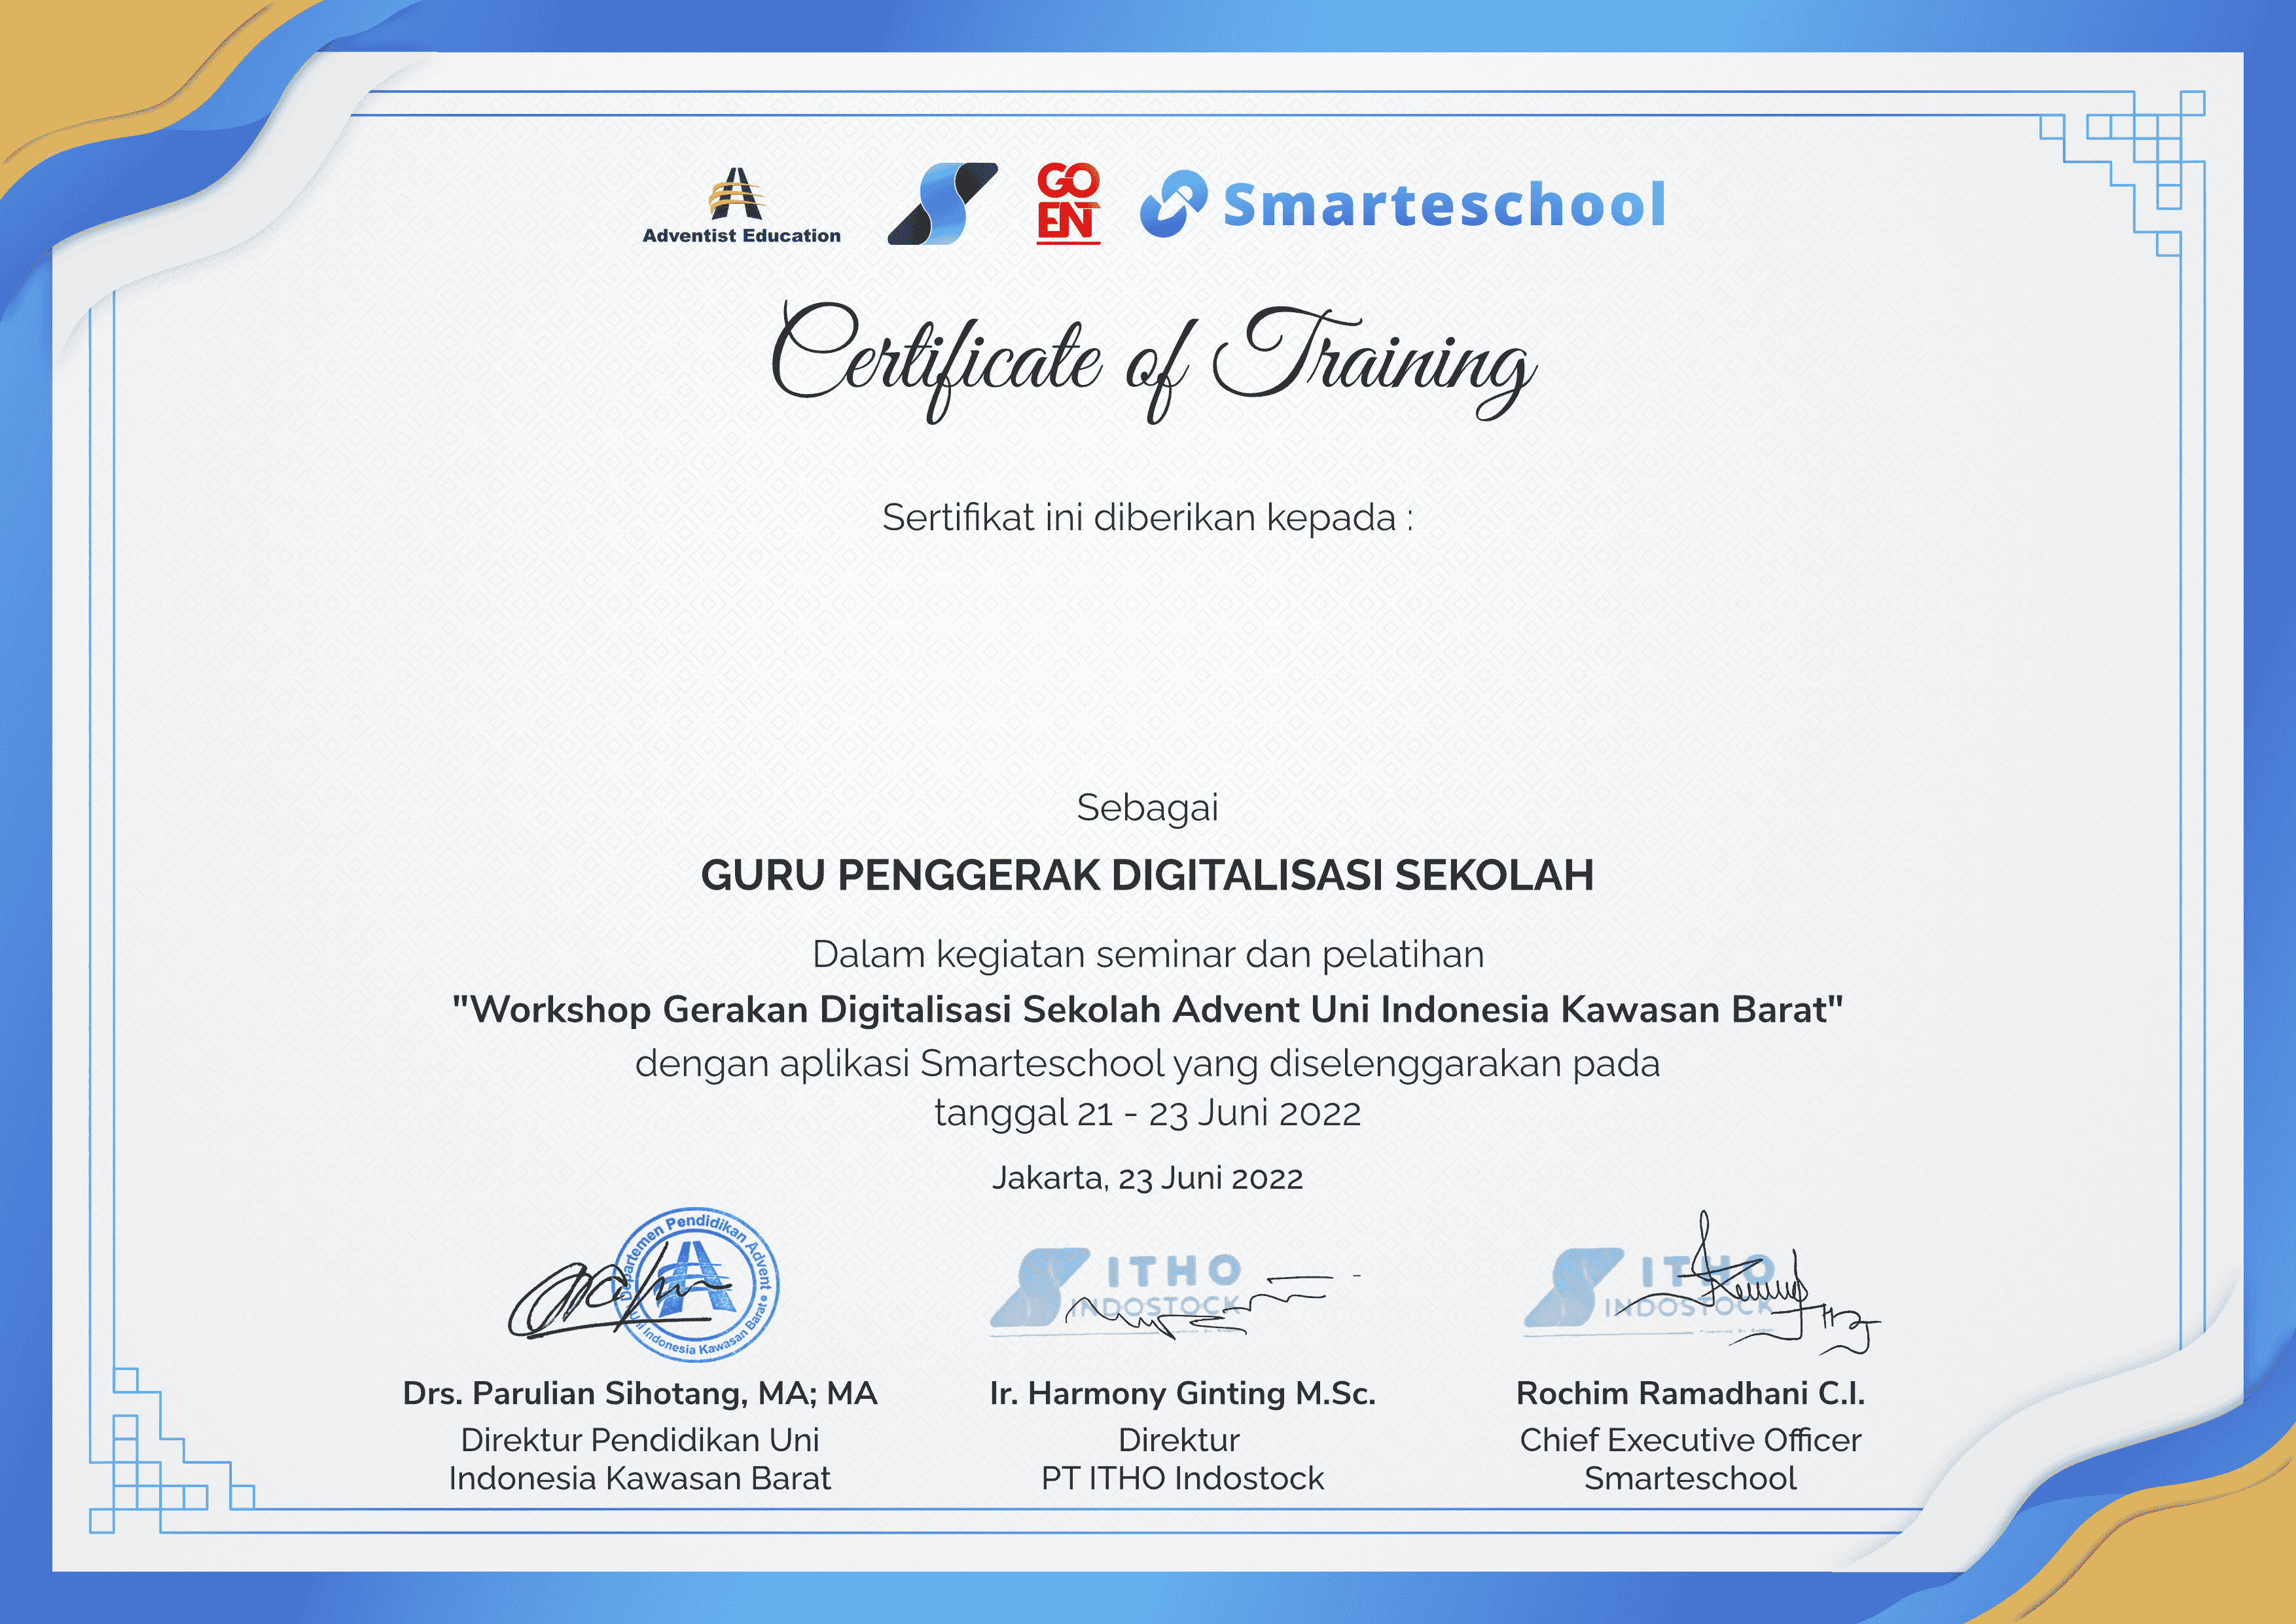 Adventist Education
GO
ENT
Smarteschool
Certificate of Training
Sertifikat ini diberikan kepada :
Sebagai
GURU PENGGERAK DIGITALISASI SEKOLAH
Dalam kegiatan seminar dan pelatihan
"Workshop Gerakan Digitalisasi Sekolah Advent Uni Indonesia Kawasan Barat"
dengan aplikasi Smarteschool yang diselenggarakan pada
tanggal 21 - 23 Juni 2022
Jakarta, 23 Juni 2022
Departemen Pendidikan Advent
Uni Indonesia Kawasan Barat
ITHO
INDOSTOCK
ITHO
INDOSTOCK
Drs. Parulian Sihotang, MA; MA
Direktur Pendidikan Uni
Indonesia Kawasan Barat
Ir. Harmony Ginting M.Sc.
Direktur
PT ITHO Indostock
Rochim Ramadhani C.I.
Chief Executive Officer
Smarteschool